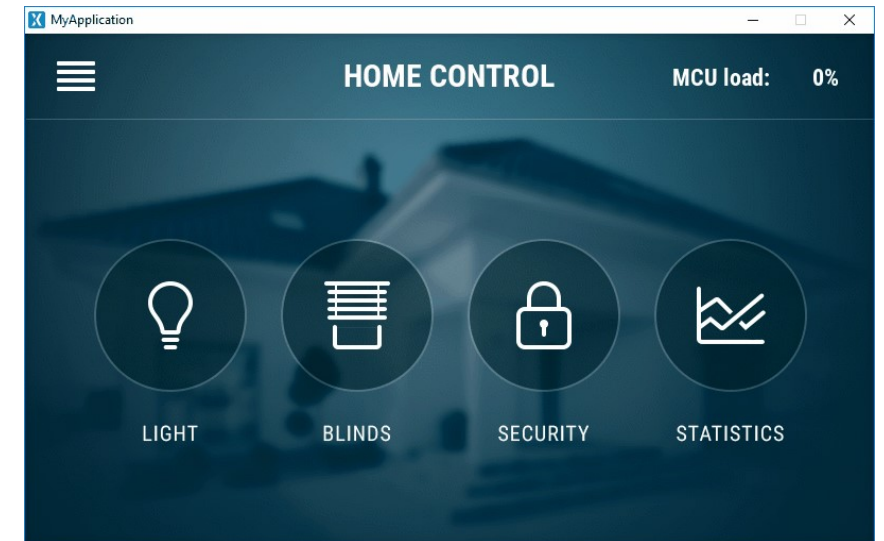 MyApplication
HOME CONTROL
MCU load: 0%
LIGHT
BLINDS
SECURITY
STATISTICS